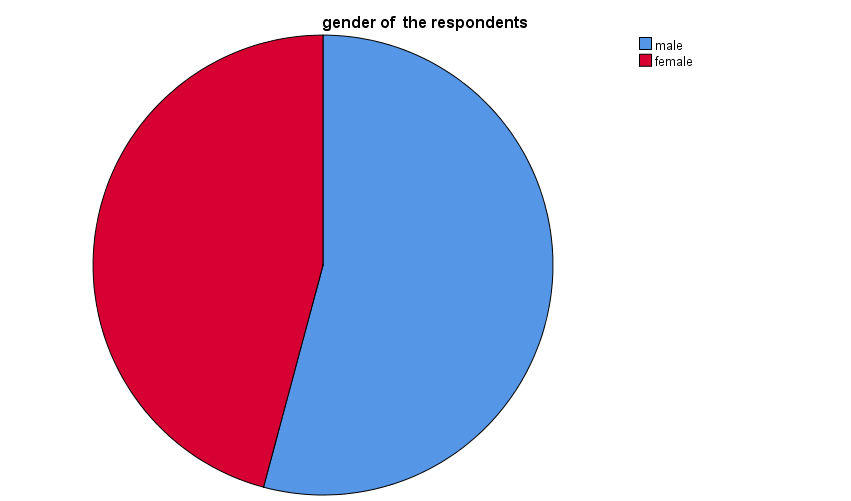 gender of the respondents
male
female